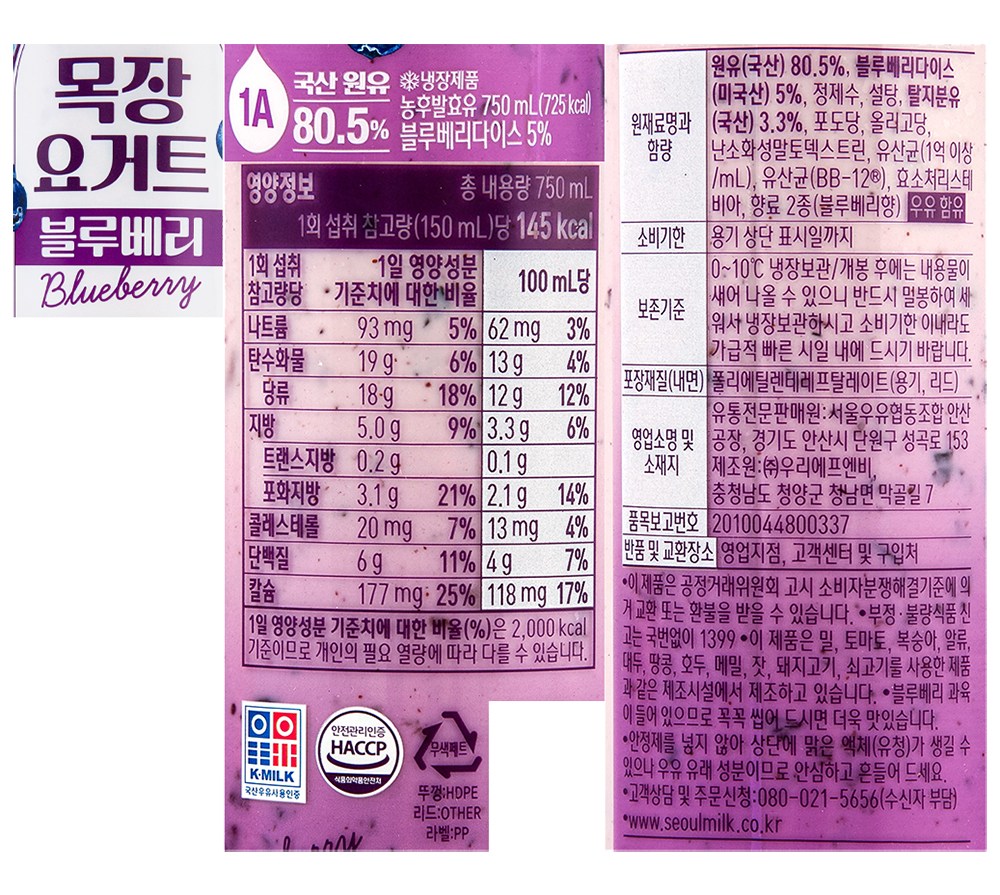 목장
요거트
블루베리
Blueberry
1A
국산 원유
80.5%
냉장제품
농후발효유 750 mL(725 kcal)
블루베리다이스 5%
영양정보 총 내용량 750 mL
1회 섭취 참고량(150 mL)당 145 kcal
1회 섭취 참고량당 1일 영양성분 기준치에 대한 비율 100 mL당
나트륨 93 mg 5% 62 mg 3%
탄수화물 19 g 6% 13 g 4%
당류 18 g 18% 12 g 12%
지방 5.0 g 9% 3.3 g 6%
트랜스지방 0.2 g 0.1 g
포화지방 3.1 g 21% 2.1 g 14%
콜레스테롤 20 mg 7% 13 mg 4%
단백질 6 g 11% 4 g 7%
칼슘 177 mg 25% 118 mg 17%
1일 영양성분 기준치에 대한 비율(%)은 2,000 kcal
기준이므로 개인의 필요 열량에 따라 다를 수 있습니다.
K·MILK
국산우유사용인증
안전관리인증
HACCP
식품의약품안전처
무색페트
뚜껑:HDPE
리드:OTHER
라벨:PP
원재료명과 함량
원유(국산) 80.5%, 블루베리다이스
(미국산) 5%, 정제수, 설탕, 탈지분유
(국산) 3.3%, 포도당, 올리고당,
난소화성말토덱스트린, 유산균(1억 이상
/mL), 유산균(BB-12®), 효소처리스테
비아, 향료 2종(블루베리향) 우유 함유
소비기한 용기 상단 표시일까지
보존기준
0~10℃ 냉장보관/개봉 후에는 내용물이
새어 나올 수 있으니 반드시 밀봉하여 세
워서 냉장보관하시고 소비기한 이내라도
가급적 빠른 시일 내에 드시기 바랍니다.
포장재질(내면) 폴리에틸렌테레프탈레이트(용기, 리드)
영업소명 및 소재지
유통전문판매원:서울우유협동조합 안산
공장, 경기도 안산시 단원구 성곡로 153
제조원:㈜우리에프엔비,
충청남도 청양군 청남면 막골길 7
품목보고번호 2010044800337
반품 및 교환장소 영업지점, 고객센터 및 구입처
•이 제품은 공정거래위원회 고시 소비자분쟁해결기준에 의
거 교환 또는 환불을 받을 수 있습니다. •부정·불량식품 신
고는 국번없이 1399 •이 제품은 밀, 토마토, 복숭아, 알류,
대두, 땅콩, 호두, 메밀, 잣, 돼지고기, 쇠고기를 사용한 제품
과 같은 제조시설에서 제조하고 있습니다. •블루베리 과육
이 들어 있으므로 꼭꼭 씹어 드시면 더욱 맛있습니다.
•안정제를 넣지 않아 상단에 맑은 액체(유청)가 생길 수
있으나 우유 유래 성분이므로 안심하고 흔들어 드세요.
•고객상담 및 주문신청:080-021-5656(수신자 부담)
•www.seoulmilk.co.kr